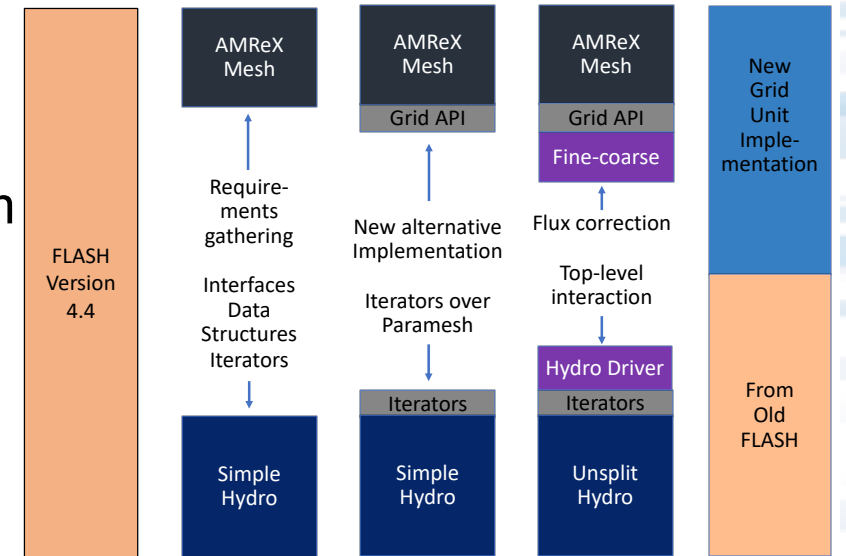 n
FLASH
Version
4.4
AMReX
Mesh
Require-
ments
gathering
Interfaces
Data
Structures
Iterators
Simple
Hydro
AMReX
Mesh
Grid API
New alternative
Implementation
Iterators over
Paramesh
Iterators
Simple
Hydro
AMReX
Mesh
Grid API
Fine-coarse
Flux correction
Top-level
interaction
Hydro Driver
Iterators
Unsplit
Hydro
New
Grid
Unit
Imple-
mentation
From
Old
FLASH